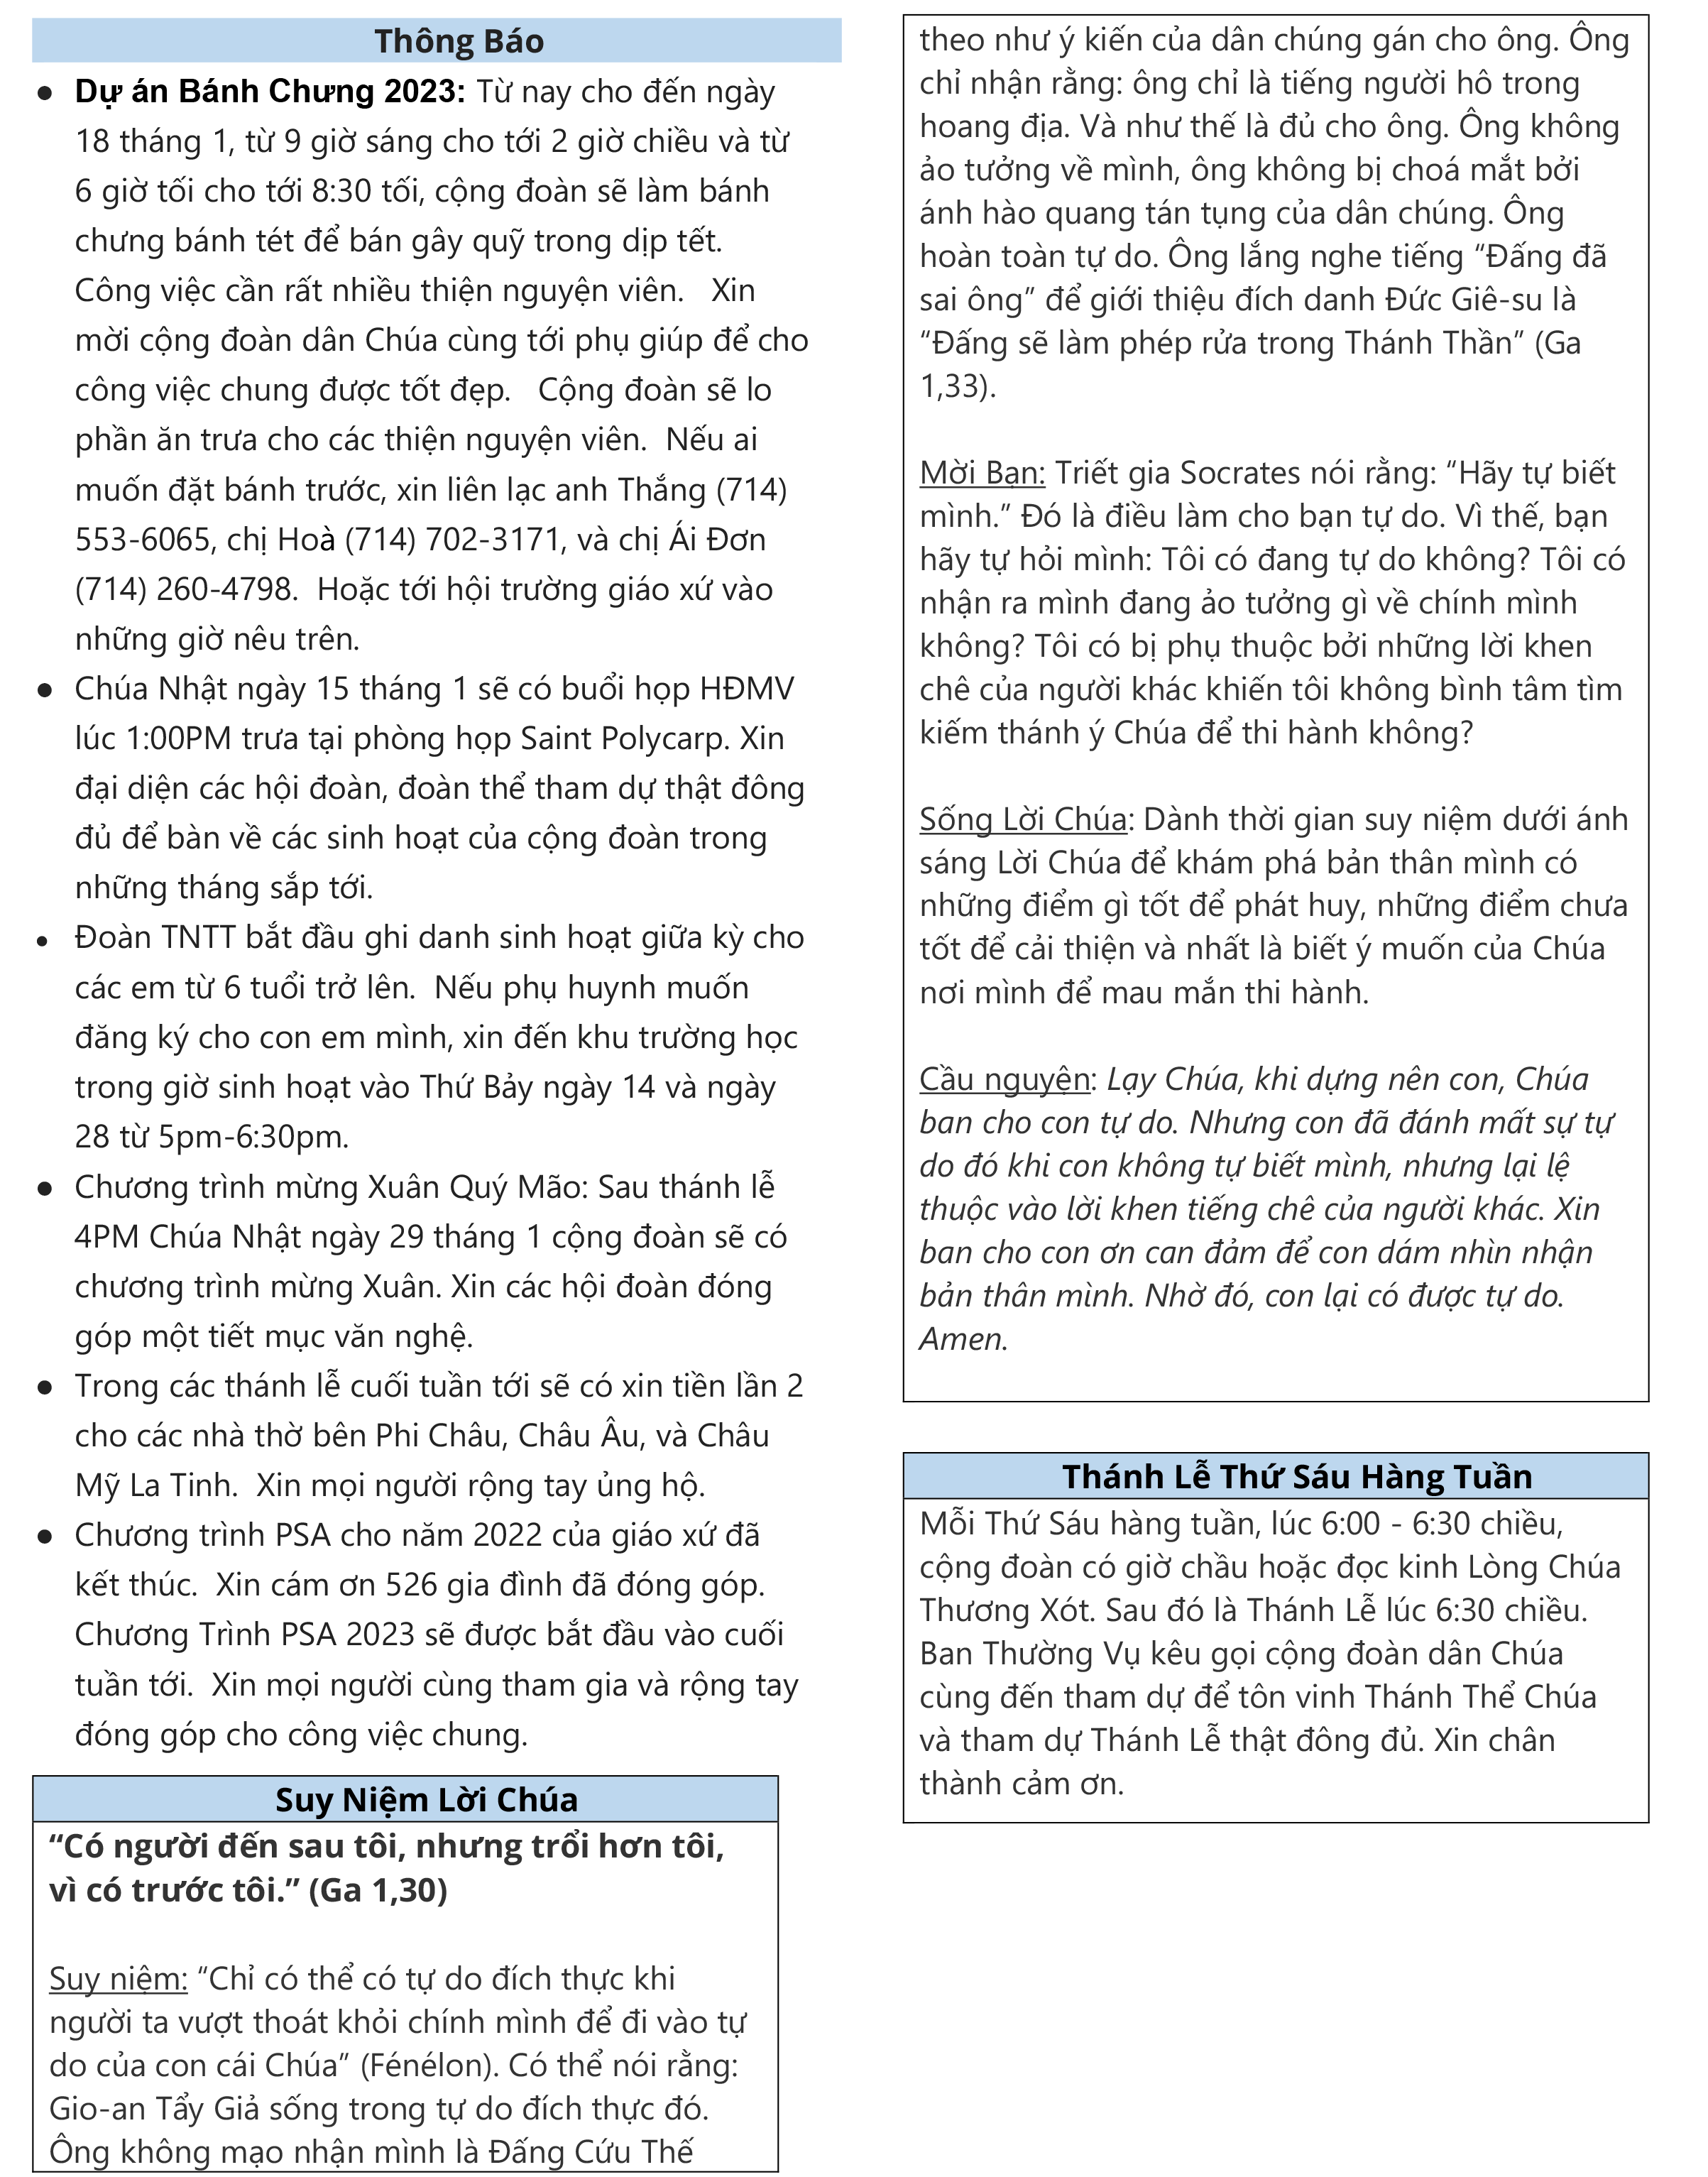 Thông Báo
● Dự án Bánh Chưng 2023: Từ nay cho đến ngày
18 tháng 1, từ 9 giờ sáng cho tới 2 giờ chiều và từ
6 giờ tối cho tới 8:30 tối, cộng đoàn sẽ làm bánh
chưng bánh tét để bán gây quỹ trong dịp tết.
Công việc cần rất nhiều thiện nguyện viên. Xin
mời cộng đoàn dân Chúa cùng tới phụ giúp để cho
công việc chung được tốt đẹp. Cộng đoàn sẽ lo
phần ăn trưa cho các thiện nguyện viên. Nếu ai
muốn đặt bánh trước, xin liên lạc anh Thắng (714)
553-6065, chị Hoà (714) 702-3171, và chị Ái Đơn
(714) 260-4798. Hoặc tới hội trường giáo xứ vào
những giờ nêu trên.
● Chúa Nhật ngày 15 tháng 1 sẽ có buổi họp HĐMV
lúc 1:00PM trưa tại phòng họp Saint Polycarp. Xin
đại diện các hội đoàn, đoàn thể tham dự thật đông
đủ để bàn về các sinh hoạt của cộng đoàn trong
những tháng sắp tới.
● Đoàn TNTT bắt đầu ghi danh sinh hoạt giữa kỳ cho
các em từ 6 tuổi trở lên. Nếu phụ huynh muốn
đăng ký cho con em mình, xin đến khu trường học
trong giờ sinh hoạt vào Thứ Bảy ngày 14 và ngày
28 từ 5pm-6:30pm.
● Chương trình mừng Xuân Quý Mão: Sau thánh lễ
4PM Chúa Nhật ngày 29 tháng 1 cộng đoàn sẽ có
chương trình mừng Xuân. Xin các hội đoàn đóng
góp một tiết mục văn nghệ.
● Trong các thánh lễ cuối tuần tới sẽ có xin tiền lần 2
cho các nhà thờ bên Phi Châu, Châu Âu, và Châu
Mỹ La Tinh. Xin mọi người rộng tay ủng hộ.
● Chương trình PSA cho năm 2022 của giáo xứ đã
kết thúc. Xin cám ơn 526 gia đình đã đóng góp.
Chương Trình PSA 2023 sẽ được bắt đầu vào cuối
tuần tới. Xin mọi người cùng tham gia và rộng tay
đóng góp cho công việc chung.
Suy Niệm Lời Chúa
“Có người đến sau tôi, nhưng trổi hơn tôi,
vì có trước tôi.” (Ga 1,30)
Suy niệm: “Chỉ có thể có tự do đích thực khi
người ta vượt thoát khỏi chính mình để đi vào tự
do của con cái Chúa” (Fénélon). Có thể nói rằng:
Gio-an Tẩy Giả sống trong tự do đích thực đó.
Ông không mạo nhận mình là Đấng Cứu Thế
theo như ý kiến của dân chúng gán cho ông. Ông
chỉ nhận rằng: ông chỉ là tiếng người hô trong
hoang địa. Và như thế là đủ cho ông. Ông không
ảo tưởng về mình, ông không bị choá mắt bởi
ánh hào quang tán tụng của dân chúng. Ông
hoàn toàn tự do. Ông lắng nghe tiếng “Đấng đã
sai ông” để giới thiệu đích danh Đức Giê-su là
“Đấng sẽ làm phép rửa trong Thánh Thần” (Ga
1,33).
Mời Bạn: Triết gia Socrates nói rằng: “Hãy tự biết
mình.” Đó là điều làm cho bạn tự do. Vì thế, bạn
hãy tự hỏi mình: Tôi có đang tự do không? Tôi có
nhận ra mình đang ảo tưởng gì về chính mình
không? Tôi có bị phụ thuộc bởi những lời khen
chê của người khác khiến tôi không bình tâm tìm
kiếm thánh ý Chúa để thi hành không?
Sống Lời Chúa: Dành thời gian suy niệm dưới ánh
sáng Lời Chúa để khám phá bản thân mình có
những điểm gì tốt để phát huy, những điểm chưa
tốt để cải thiện và nhất là biết ý muốn của Chúa
nơi mình để mau mắn thi hành.
Cầu nguyện: Lạy Chúa, khi dựng nên con, Chúa
ban cho con tự do. Nhưng con đã đánh mất sự tự
do đó khi con không tự biết mình, nhưng lại lệ
thuộc vào lời khen tiếng chê của người khác. Xin
ban cho con ơn can đảm để con dám nhìn nhận
bản thân mình. Nhờ đó, con lại có được tự do.
Amen.
Thánh Lễ Thứ Sáu Hàng Tuần
Mỗi Thứ Sáu hàng tuần, lúc 6:00 - 6:30 chiều,
cộng đoàn có giờ chầu hoặc đọc kinh Lòng Chúa
Thương Xót. Sau đó là Thánh Lễ lúc 6:30 chiều.
Ban Thường Vụ kêu gọi cộng đoàn dân Chúa
cùng đến tham dự để tôn vinh Thánh Thể Chúa
và tham dự Thánh Lễ thật đông đủ. Xin chân
thành cảm ơn.